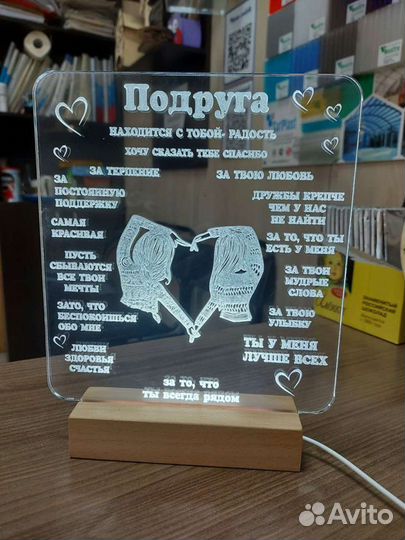 Подруга
НАХОДИТСЯ С ТОБОЙ- РАДОСТЬ
ХОЧУ СКАЗАТЬ ТЕБЕ СПАСИБО
ЗА ТЕРПЕНИЕ
ЗА ТВОЮ ЛЮБОВЬ
ЗА
ПОСТОЯННУЮ
ПОДДЕРЖКУ
ДРУЖБЫ КРЕПЧЕ
ЧЕМ У НАС
НЕ НАЙТИ
САМАЯ
КРАСИВАЯ
ЗА ТО, ЧТО ТЫ
ЕСТЬ У МЕНЯ
ПУСТЬ
СБЫВАЮТСЯ
ВСЕ ТВОИ
МЕЧТЫ
ЗА ТВОИ
МУДРЫЕ
СЛОВА
ЗАТО, ЧТО
БЕСПОКОИШЬСЯ
ОБО МНЕ
ЗА ТВОЮ
УЛЫБКУ
ЛЮБВИ
ЗДОРОВЬЯ
СЧАСТЬЯ
ТЫ У МЕНЯ
ЛУЧШЕ ВСЕХ
за то, что
ты всегда рядом
Avito